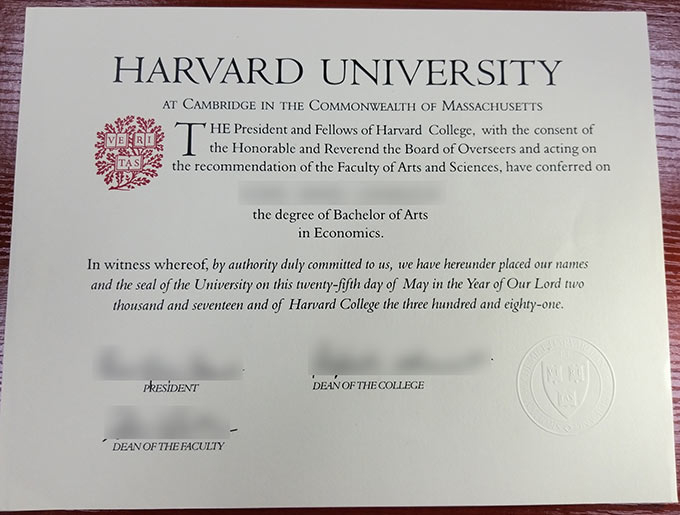 HARVARD UNIVERSITY
AT CAMBRIDGE IN THE COMMONWEALTH OF MASSACHUSETTS
VE RI
TAS
THE President and Fellows of Harvard College, with the consent of
the Honorable and Reverend the Board of Overseers and acting on
the recommendation of the Faculty of Arts and Sciences, have conferred on
the degree of Bachelor of Arts
in Economics.
In witness whereof, by authority duly committed to us, we have hereunder placed our names
and the seal of the University on this twenty-fifth day of May in the Year of Our Lord two
thousand and seventeen and of Harvard College the three hundred and eighty-one.
PRESIDENT
DEAN OF THE COLLEGE
DEAN OF THE FACULTY